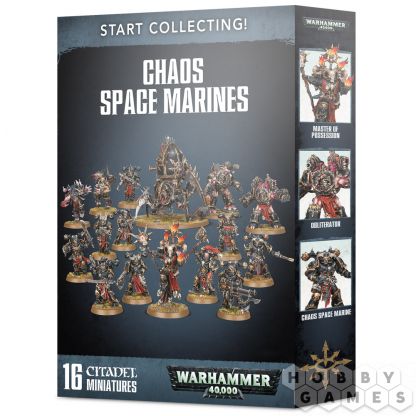 START COLLECTING!
CHAOS
SPACE MARINES
WARHAMMER
40,000
MASTER OF
POSSESSION
OBLITERATOR
CHAOS SPACE MARINE
16 CITADEL
MINIATURES
WARHAMMER
40,000
HOBBY
GAMES